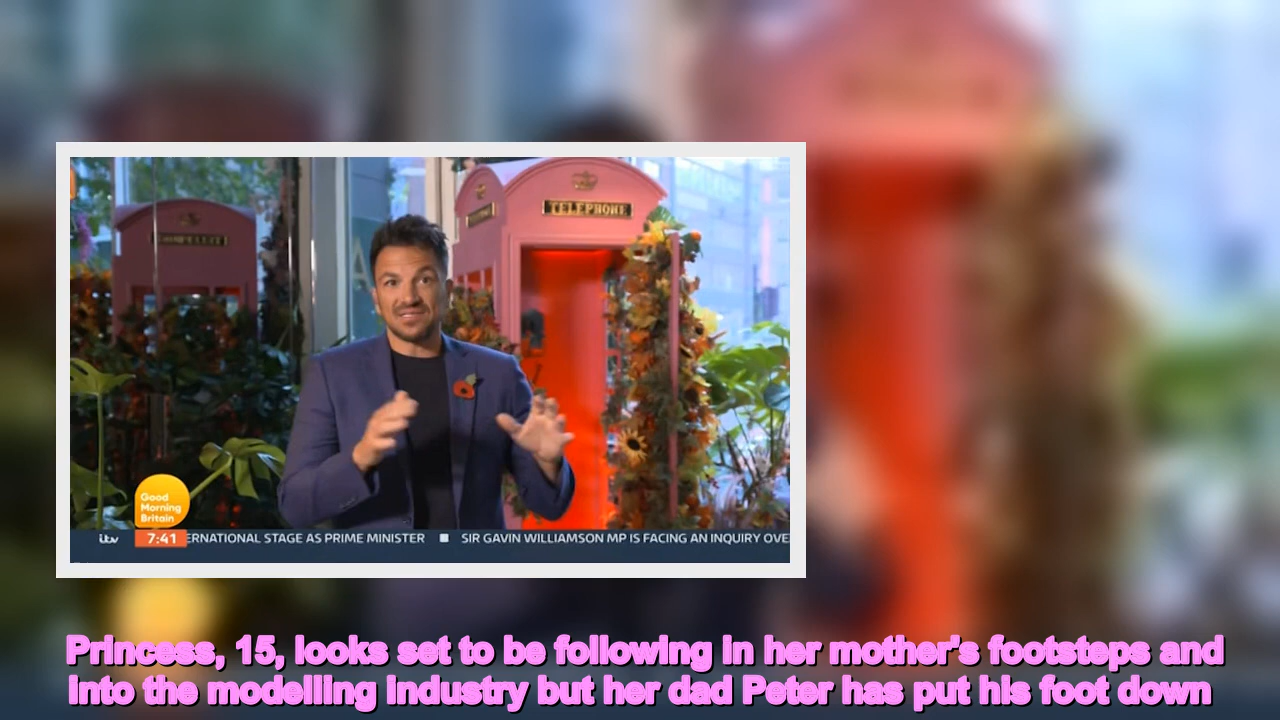 TELEPHONE
Good
Morning
Britain
itv 7:41 ERNATIONAL STAGE AS PRIME MINISTER ■ SIR GAVIN WILLIAMSON MP IS FACING AN INQUIRY OVE
Princess, 15, looks set to be following in her mother's footsteps and
into the modelling industry but her dad Peter has put his foot down